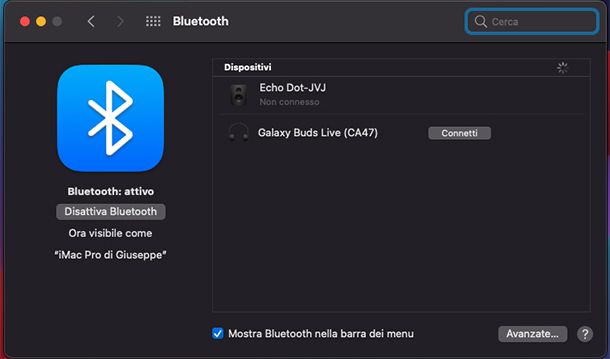 Bluetooth
Cerca
Dispositivi
Echo Dot-JVJ
Non connesso
Galaxy Buds Live (CA47)
Connetti
Bluetooth: attivo
Disattiva Bluetooth
Ora visibile come
“iMac Pro di Giuseppe”
Mostra Bluetooth nella barra dei menu
Avanzate...
?